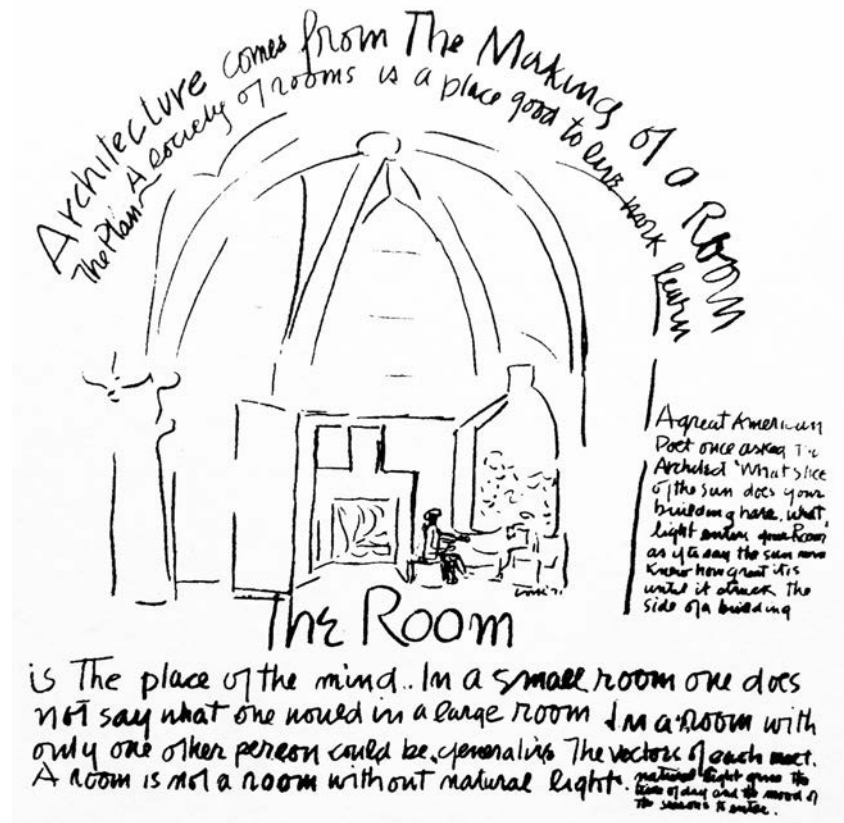 Architecture comes from The Making of a Room
The Plan - A society of rooms is a place good to live work learn
A great American
Poet once asked The
Architect 'What slice
of the sun does your
building have, what
light enters your Room
as if to say the sun never
knew how great it is
until it struck the
side of a building
The Room
is The place of the mind.. In a small room one does
not say what one would in a large room In a room with
only one other person could be generative The vectors of each meet.
A room is not a room without natural light.
natural light gives the
time of day and the mood of
the seasons to enter.